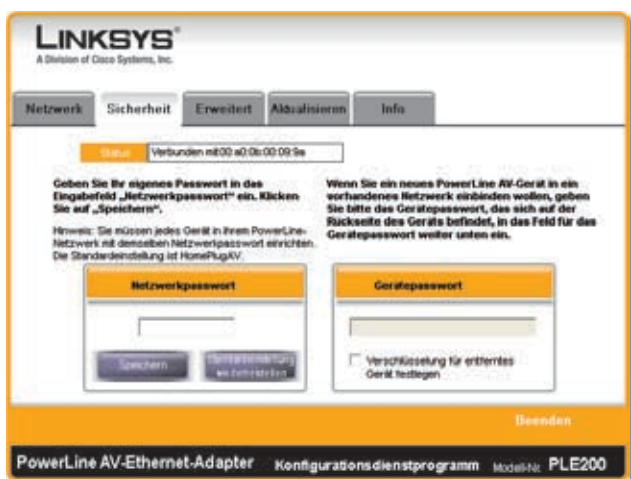 LINKSYS®
A Division of Cisco Systems, Inc.
Netzwerk Sicherheit Erweitert Aktualisieren Info
Status Verbunden mit:00:a0:0b:00:09:9a
Geben Sie Ihr eigenes Passwort in das
Eingabefeld „Netzwerkpasswort“ ein. Klicken
Sie auf „Speichern“.
Hinweis: Sie müssen jedes Gerät in Ihrem PowerLine-
Netzwerk mit demselben Netzwerkpasswort einrichten.
Die Standardeinstellung ist HomePlugAV.
Wenn Sie ein neues PowerLine AV-Gerät in ein
vorhandenes Netzwerk einbinden wollen, geben
Sie bitte das Gerätepasswort, das sich auf der
Rückseite des Geräts befindet, in das Feld für das
Gerätepasswort weiter unten ein.
Netzwerkpasswort
Speichern
Gerätepasswort
Verschlüsselung für entferntes
Gerät festlegen
Beenden
PowerLine AV-Ethernet-Adapter Konfigurationsdienstprogramm Modell-Nr. PLE200